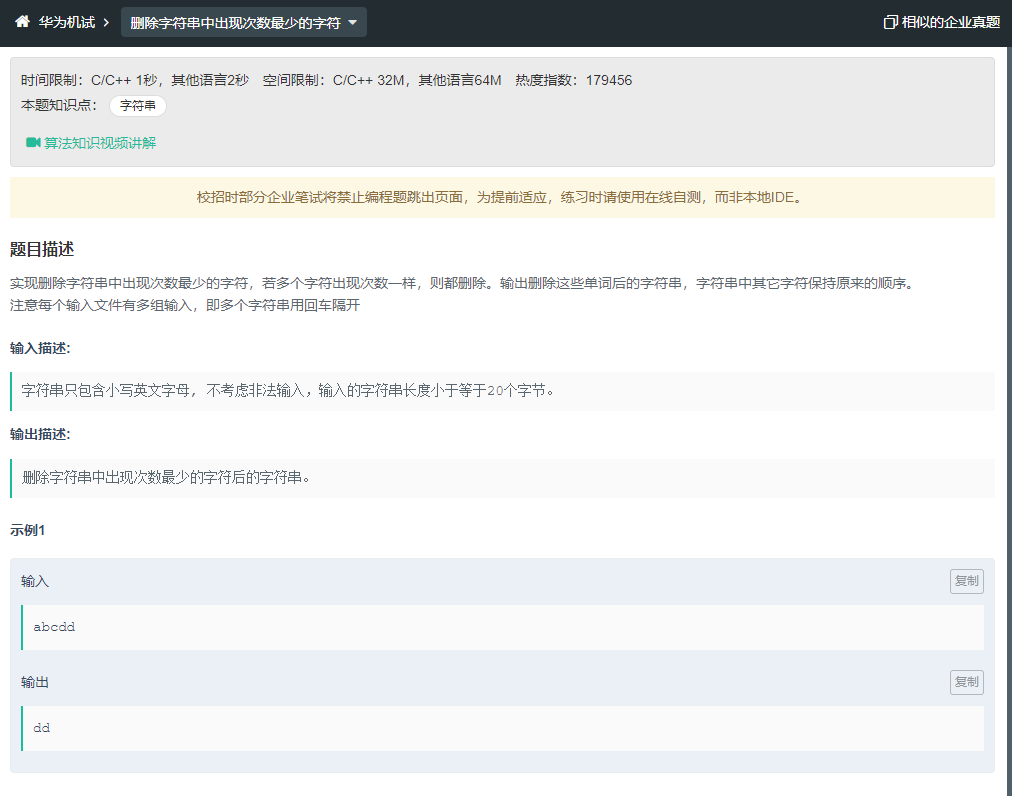 华为机试 > 删除字符串中出现次数最少的字符 相似的企业真题
时间限制：C/C++ 1秒，其他语言2秒 空间限制：C/C++ 32M，其他语言64M 热度指数：179456
本题知识点： 字符串
算法知识视频讲解
校招时部分企业笔试将禁止编程题跳出页面，为提前适应，练习时请使用在线自测，而非本地IDE。
题目描述
实现删除字符串中出现次数最少的字符，若多个字符出现次数一样，则都删除。输出删除这些单词后的字符串，字符串中其它字符保持原来的顺序。
注意每个输入文件有多组输入，即多个字符串用回车隔开
输入描述:
字符串只包含小写英文字母, 不考虑非法输入，输入的字符串长度小于等于20个字节。
输出描述:
删除字符串中出现次数最少的字符后的字符串。
示例1
输入 复制
abcdd
输出 复制
dd